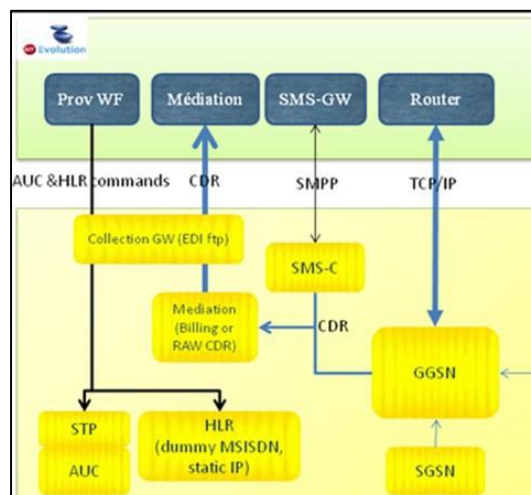 Evolution
Prov WF
Médiation
SMS-GW
Router
AUC &HLR commands
CDR
SMPP
TCP/IP
Collection GW (EDI ftp)
SMS-C
Mediation
(Billing or
RAW CDR)
CDR
GGSN
STP
AUC
HLR
(dummy MSISDN,
static IP)
SGSN